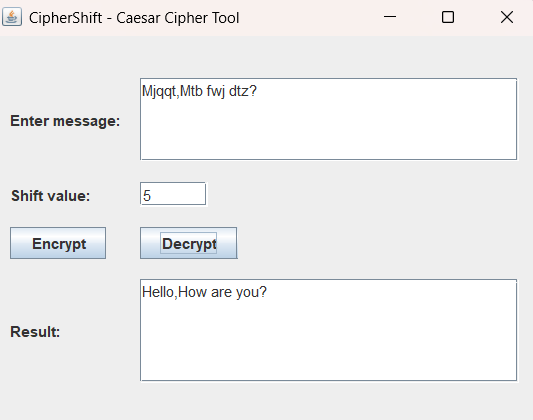 CipherShift - Caesar Cipher Tool
Enter message:
Mjqqt,Mtb fwj dtz?
Shift value:
5
Encrypt
Decrypt
Result:
Hello,How are you?